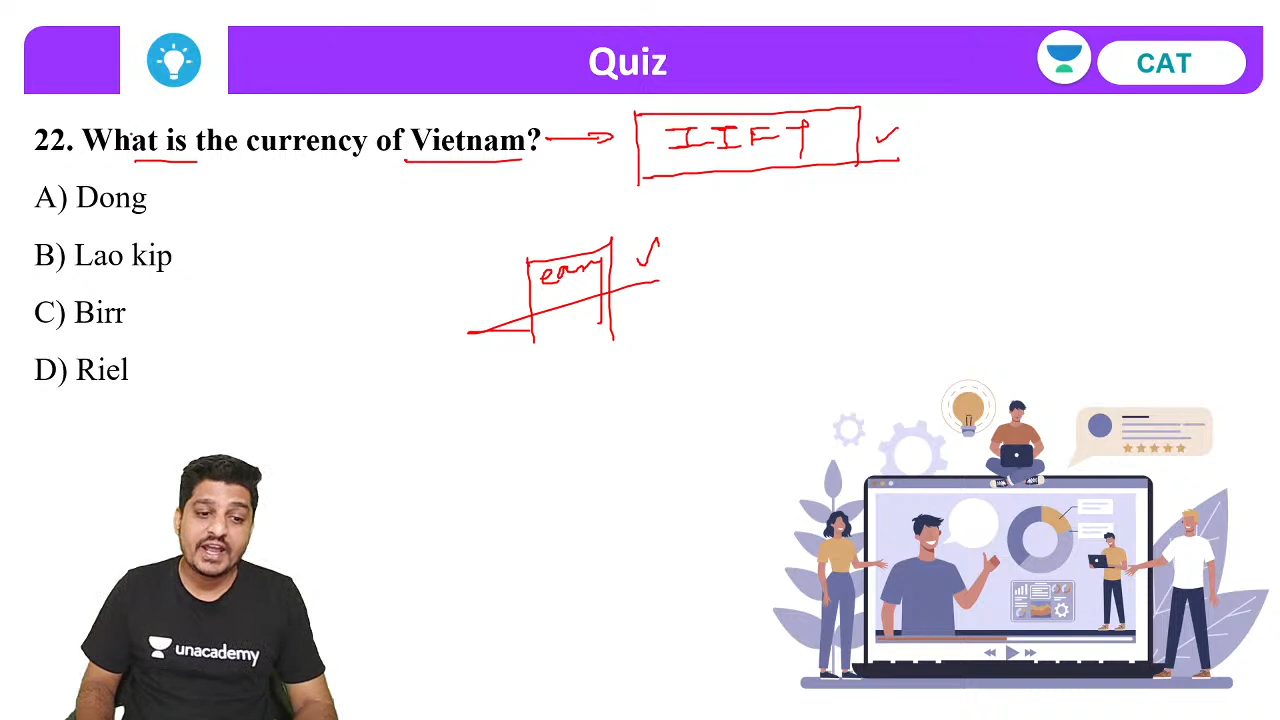 Quiz
CAT
22. What is the currency of Vietnam?
IIFT
A) Dong
B) Lao kip
C) Birr
D) Riel
unacademy